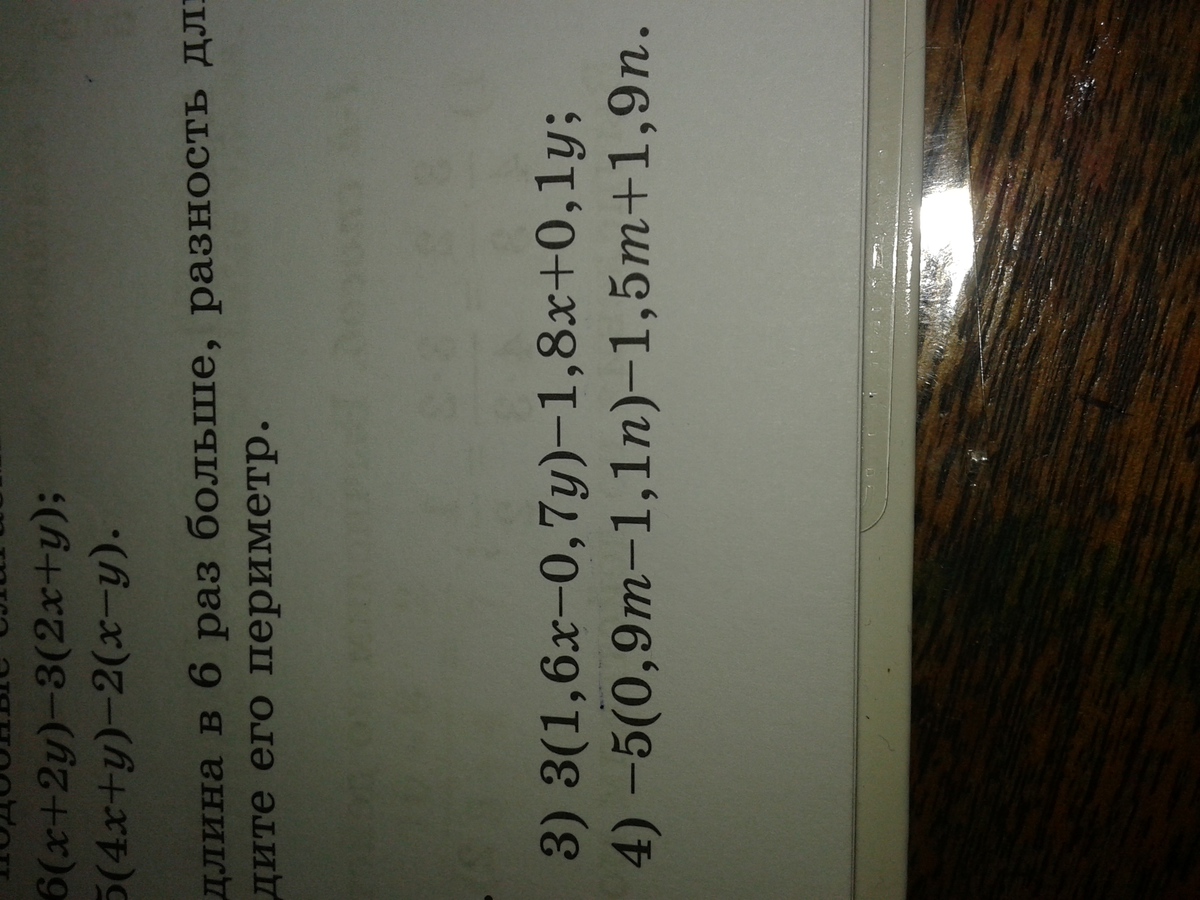 подобные
6(x+2y)−3(2x+y);
5(4x+y)−2(x−y).
длина в 6 раз больше, разность
дите его периметр.
3) 3(1,6x−0,7y)−1,8x+0,1y;
4) −5(0,9m−1,1n)−1,5m+1,9n.